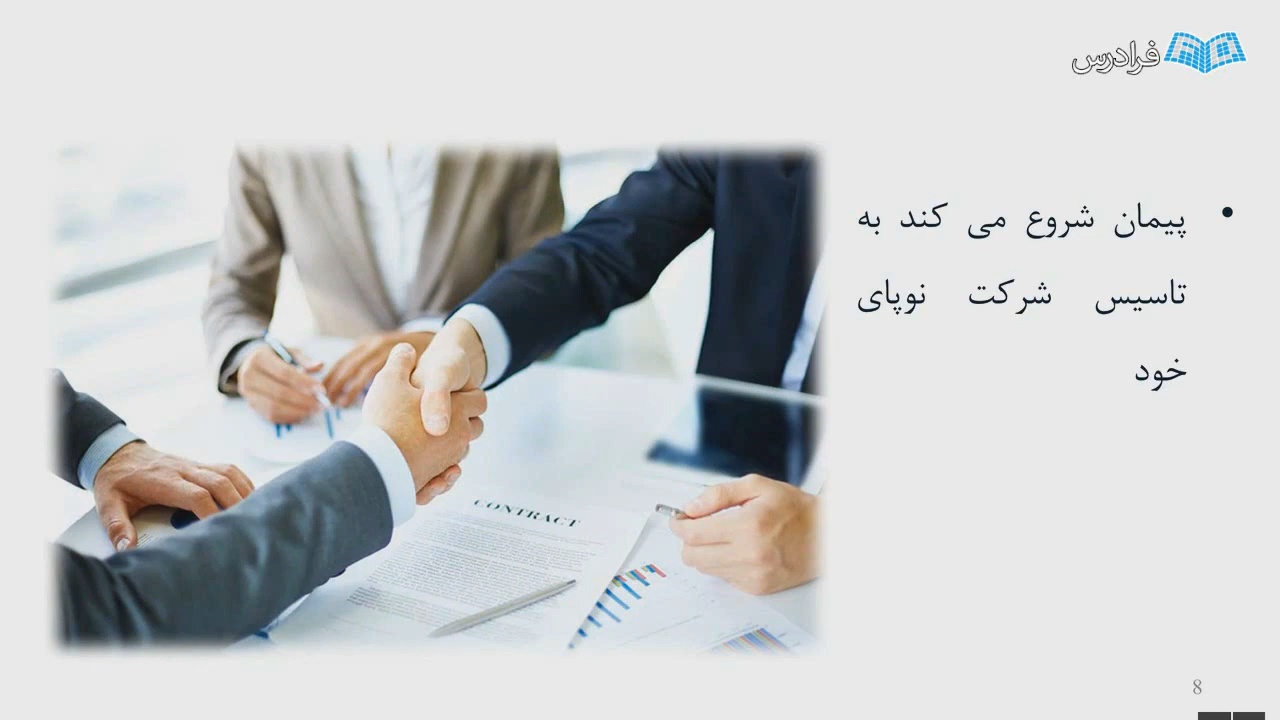 فرادرس
پیمان شروع می کند به
تاسیس شرکت نوپای
خود
CONTRACT
8